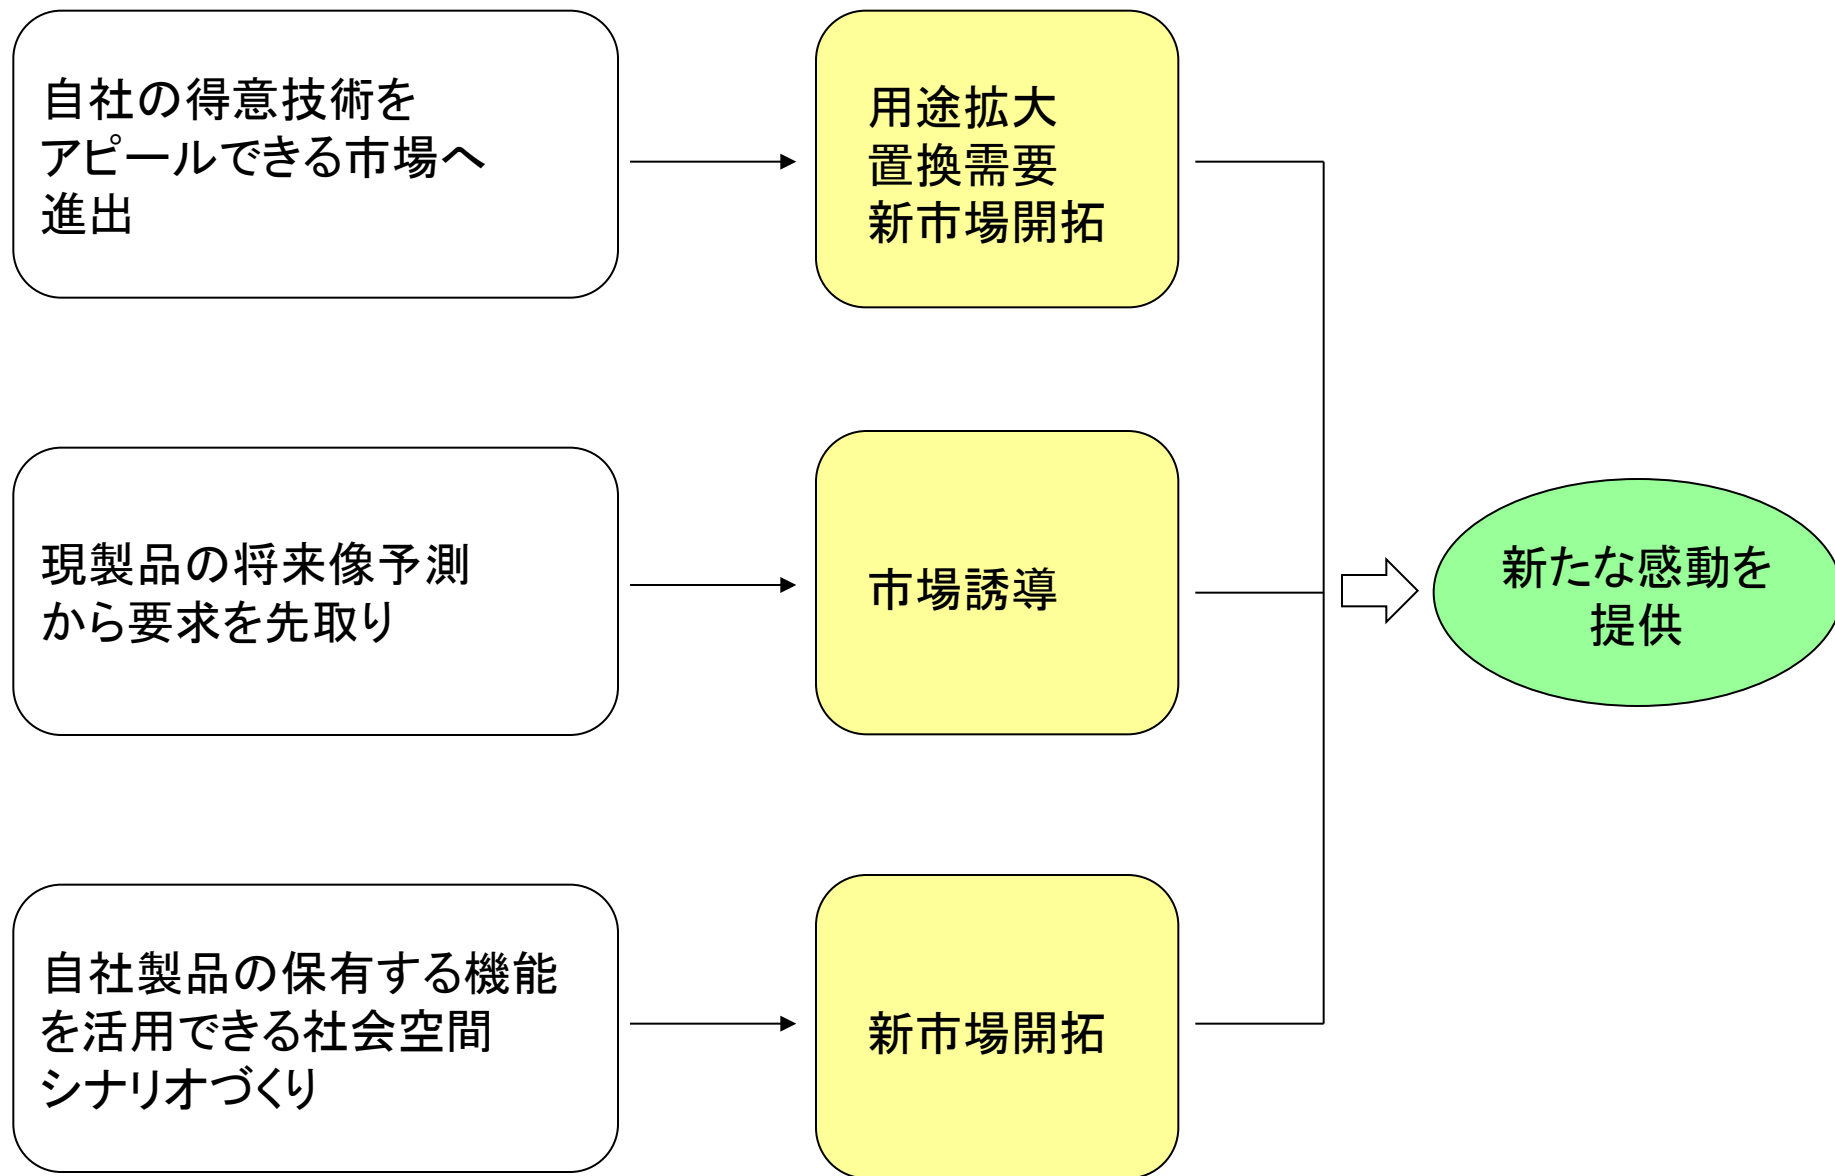 自社の得意技術を
アピールできる市場へ
進出
用途拡大
置換需要
新市場開拓
現製品の将来像予測
から要求を先取り
市場誘導
新たな感動を
提供
自社製品の保有する機能
を活用できる社会空間
シナリオづくり
新市場開拓